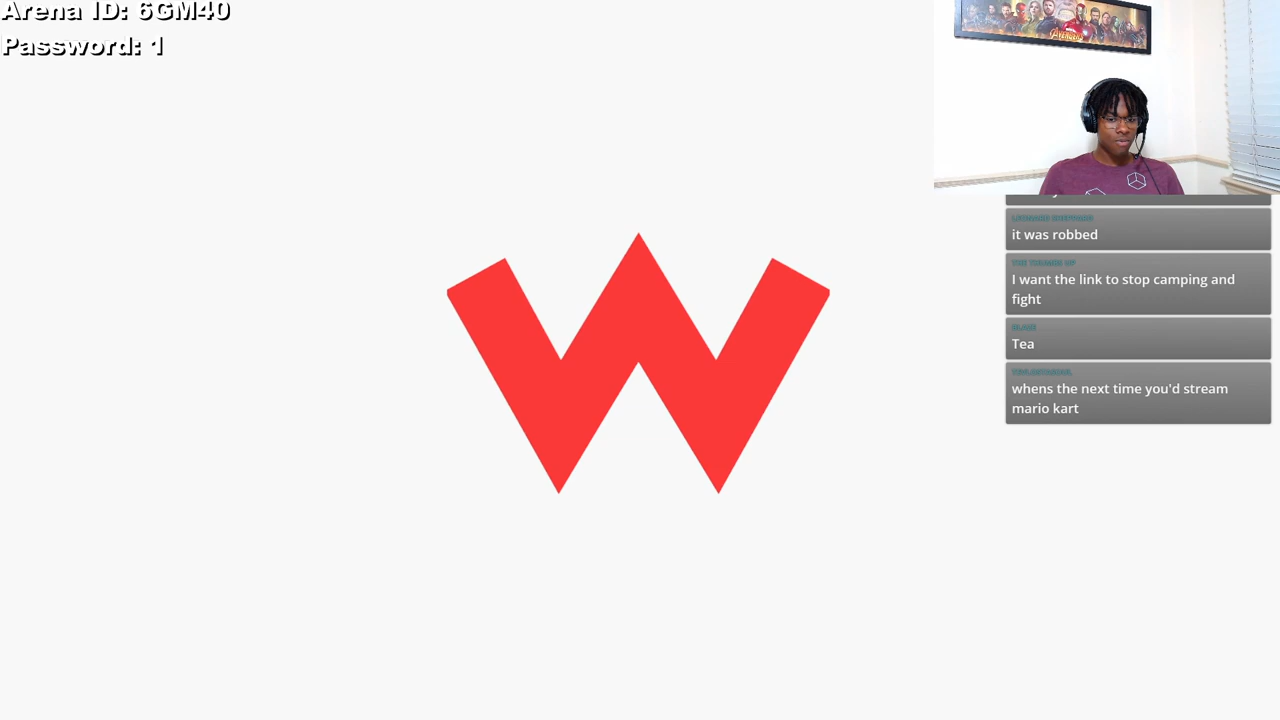 Arena ID: 6GM40
Password: 1
AVENGERS
W
it was robbed
I want the link to stop camping and
fight
Tea
whens the next time you'd stream
mario kart